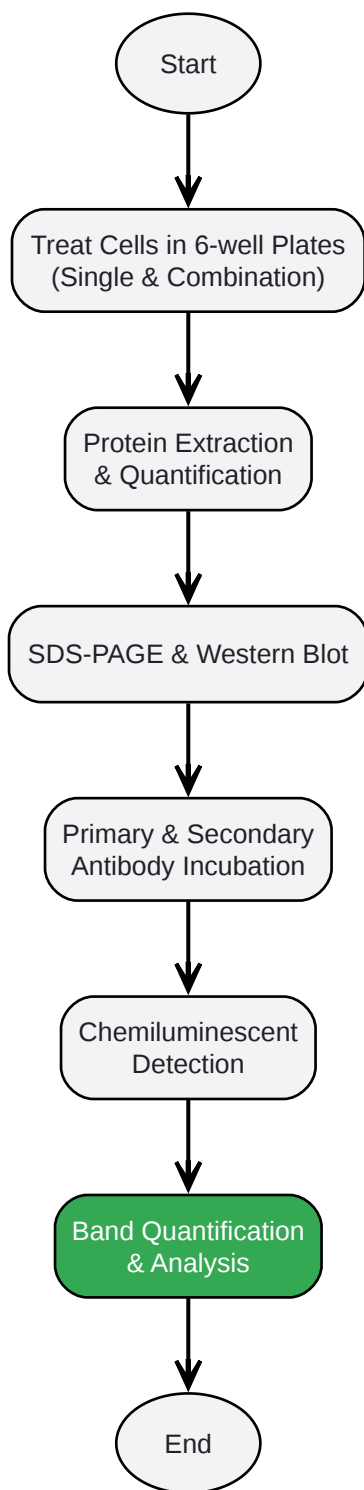 Start
Treat Cells in 6-well Plates
(Single & Combination)
Protein Extraction
& Quantification
SDS-PAGE & Western Blot
Primary & Secondary
Antibody Incubation
Chemiluminescent
Detection
Band Quantification
& Analysis
End